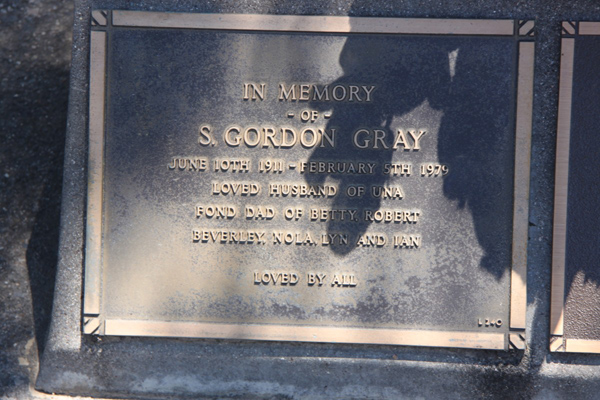 IN MEMORY
- OF -
S. GORDON GRAY
JUNE 10TH 1911 - FEBRUARY 5TH 1979
LOVED HUSBAND OF UNA
FOND DAD OF BETTY, ROBERT
BEVERLEY, NOLA, LYN AND IAN
LOVED BY ALL